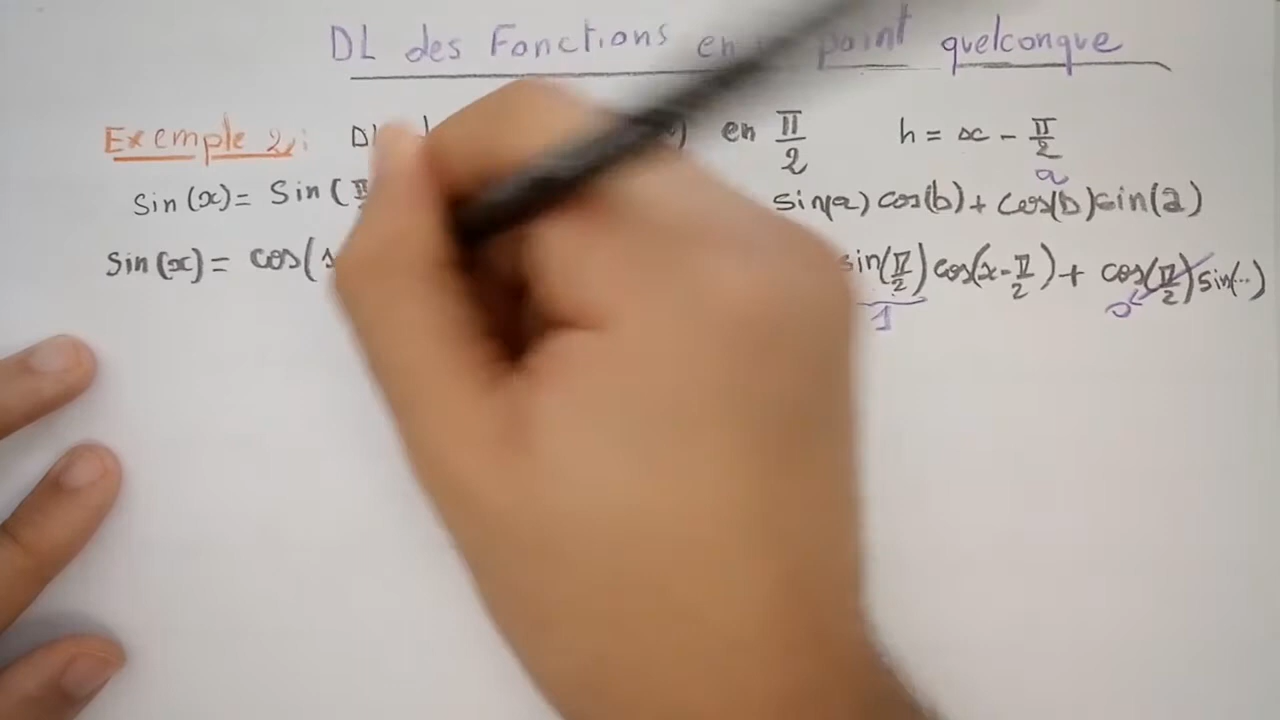 DL des Fonctions en point quelconque
Exemple 2: en π/2 h = x - π/2
a
sin(x) = sin( sin(a) cos(b) + cos(b) sin(a)
sin(x) = cos( sin(π/2) cos(x - π/2) + cos(π/2) sin(..)
1 0